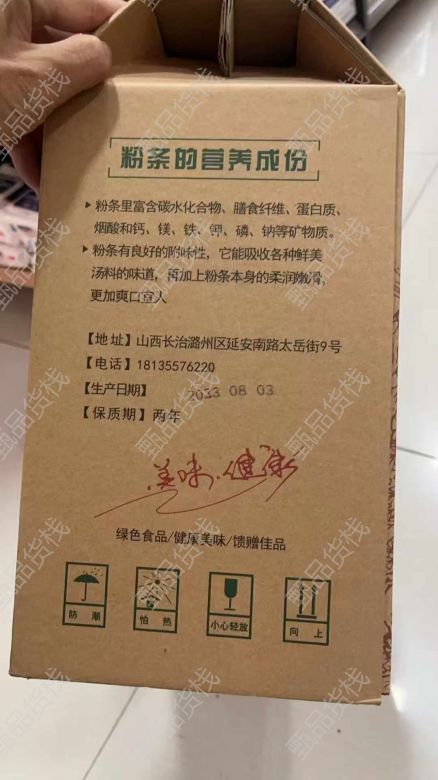 粉条的营养成份
▸ 粉条里富含碳水化合物、膳食纤维、蛋白质、
烟酸和钙、镁、铁、钾、磷、钠等矿物质。
▸ 粉条有良好的附味性，它能吸收各种鲜美
汤料的味道，再加上粉条本身的柔润嫩滑，
更加爽口宜人
【地 址】山西长治潞州区延安南路太岳街9号
【电 话】18135576220
【生产日期】 2033 08 03
【保 质 期】两年
美味·健康
绿色食品/健康美味/馈赠佳品
防 潮
怕 热
小心轻放
向 上
甄品货栈